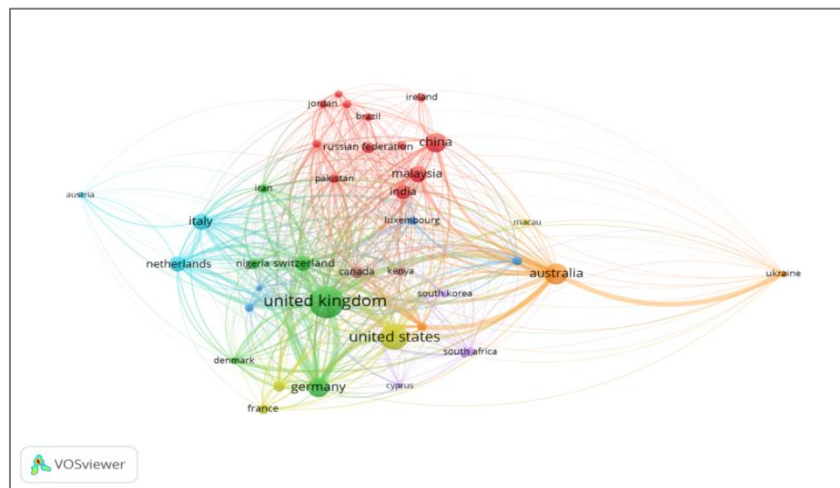 jordan
ireland
brazil
russian federation
china
pakistan
malaysia
india
iran
austria
italy
luxembourg
macau
netherlands
nigeria
switzerland
canada
kenya
australia
ukraine
south korea
united kingdom
united states
south africa
denmark
germany
cyprus
france
VOSviewer